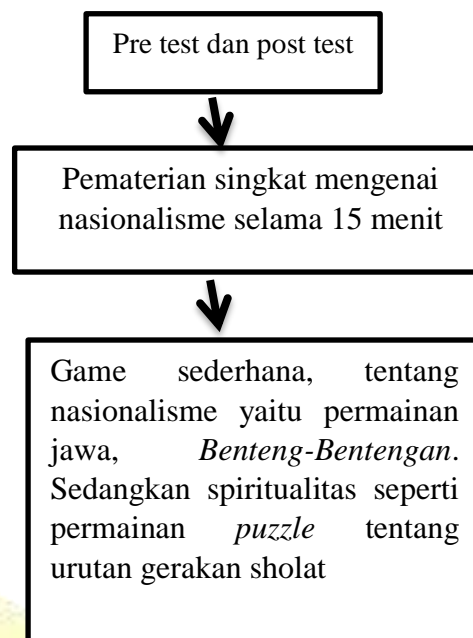 Pre test dan post test
Pematerian singkat mengenai
nasionalisme selama 15 menit
Game sederhana, tentang
nasionalisme yaitu permainan
jawa, Benteng-Bentengan.
Sedangkan spiritualitas seperti
permainan puzzle tentang
urutan gerakan sholat